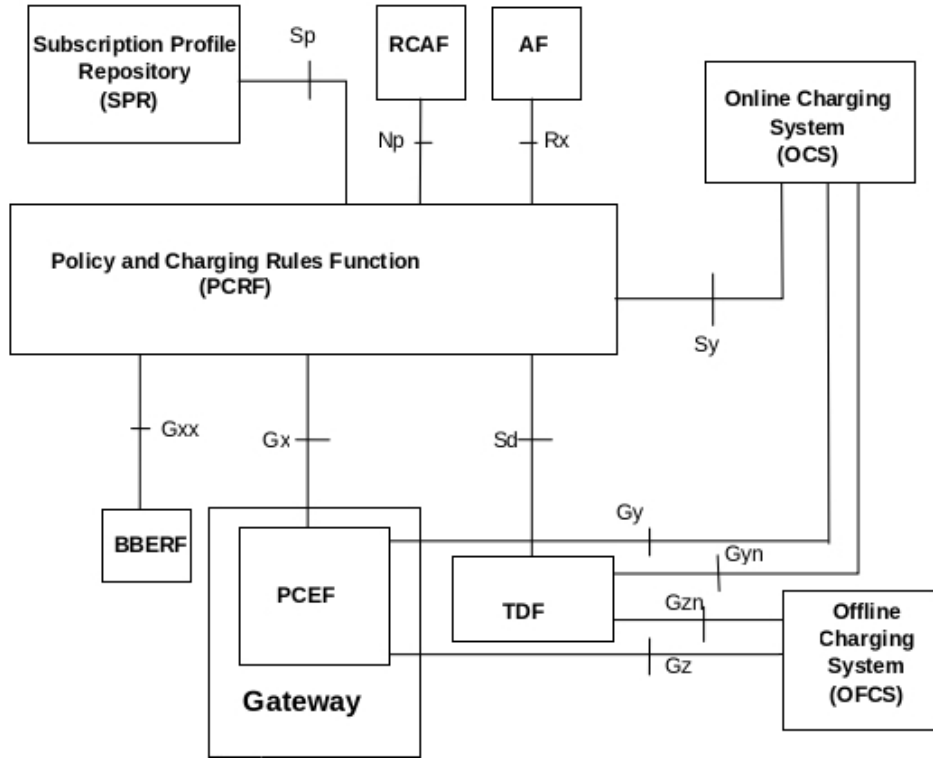 Subscription Profile
Repository
(SPR)
Sp
RCAF
AF
Online Charging
System
(OCS)
Np
Rx
Policy and Charging Rules Function
(PCRF)
Sy
Gxx
Gx
Sd
BBERF
Gy
Gyn
PCEF
TDF
Gzn
Gz
Offline
Charging
System
(OFCS)
Gateway